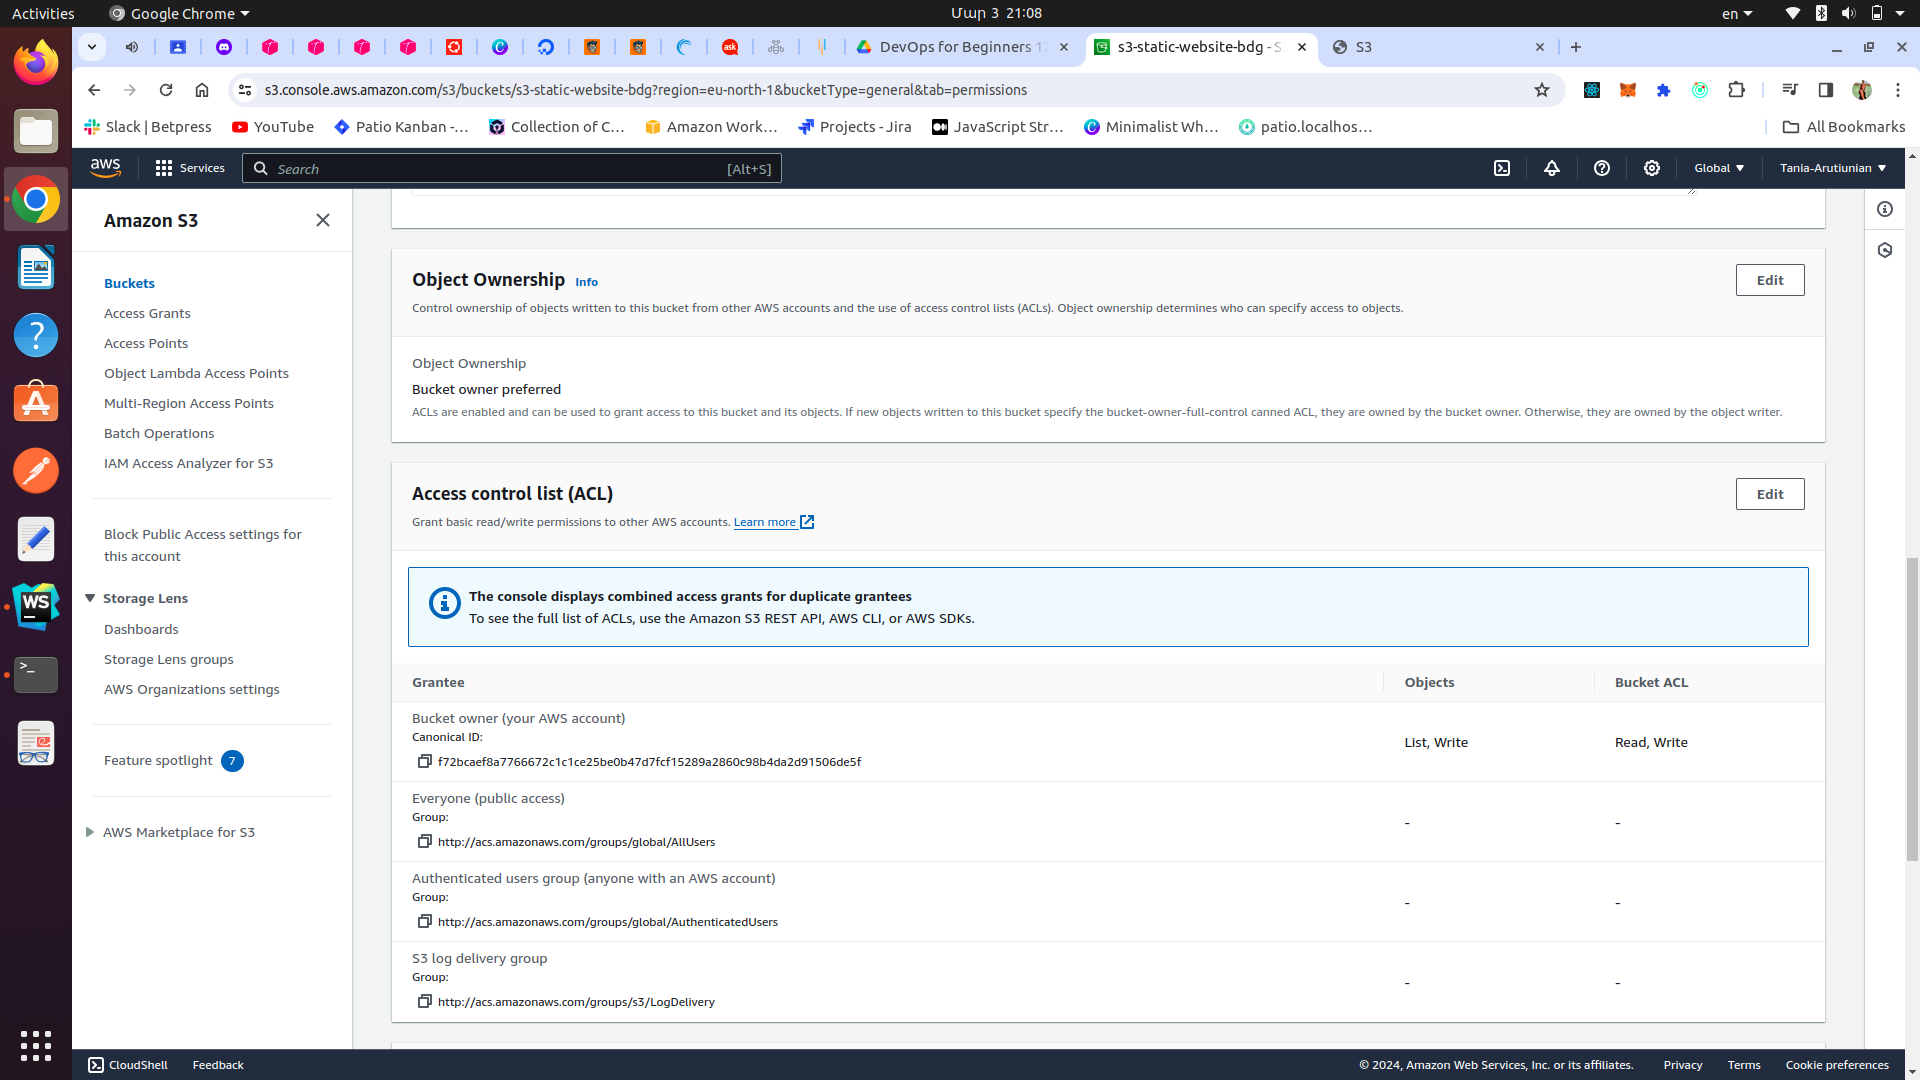 Activities
Google Chrome
Մար 3 21:08
en
DevOps for Beginners 12
s3-static-website-bdg - S
S3
s3.console.aws.amazon.com/s3/buckets/s3-static-website-bdg?region=eu-north-1&bucketType=general&tab=permissions
Slack | Betpress
YouTube
Patio Kanban -...
Collection of C...
Amazon Work...
Projects - Jira
JavaScript Str...
Minimalist Wh...
patio.localhos...
All Bookmarks
aws
Services
Search
[Alt+S]
Global
Tania-Arutiunian
Amazon S3
Buckets
Access Grants
Access Points
Object Lambda Access Points
Multi-Region Access Points
Batch Operations
IAM Access Analyzer for S3
Block Public Access settings for
this account
Storage Lens
Dashboards
Storage Lens groups
AWS Organizations settings
Feature spotlight 7
AWS Marketplace for S3
Object Ownership Info
Edit
Control ownership of objects written to this bucket from other AWS accounts and the use of access control lists (ACLs). Object ownership determines who can specify access to objects.
Object Ownership
Bucket owner preferred
ACLs are enabled and can be used to grant access to this bucket and its objects. If new objects written to this bucket specify the bucket-owner-full-control canned ACL, they are owned by the bucket owner. Otherwise, they are owned by the object writer.
Access control list (ACL)
Edit
Grant basic read/write permissions to other AWS accounts. Learn more
The console displays combined access grants for duplicate grantees
To see the full list of ACLs, use the Amazon S3 REST API, AWS CLI, or AWS SDKs.
Grantee
Objects
Bucket ACL
Bucket owner (your AWS account)
Canonical ID:
f72bcaef8a7766672c1c1ce25be0b47d7fcf15289a2860c98b4da2d91506de5f
List, Write
Read, Write
Everyone (public access)
Group:
http://acs.amazonaws.com/groups/global/AllUsers
-
-
Authenticated users group (anyone with an AWS account)
Group:
http://acs.amazonaws.com/groups/global/AuthenticatedUsers
-
-
S3 log delivery group
Group:
http://acs.amazonaws.com/groups/s3/LogDelivery
-
-
CloudShell
Feedback
© 2024, Amazon Web Services, Inc. or its affiliates.
Privacy
Terms
Cookie preferences